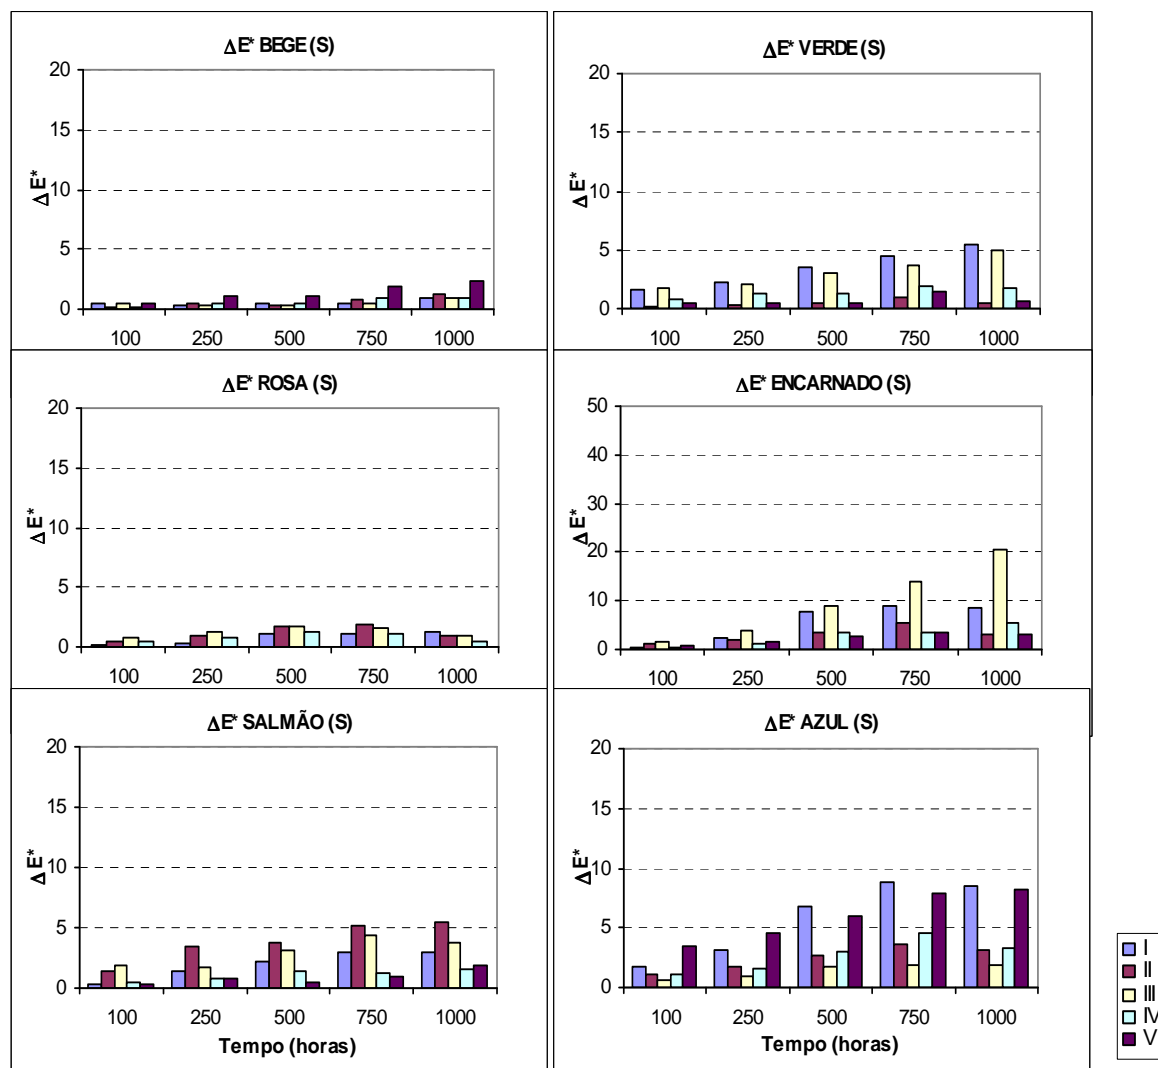 ΔE* BEGE (S)
20
15
10
5
0
ΔE*
100 250 500 750 1000
ΔE* VERDE (S)
20
15
10
5
0
ΔE*
100 250 500 750 1000
ΔE* ROSA (S)
20
15
10
5
0
ΔE*
100 250 500 750 1000
ΔE* ENCARNADO (S)
50
40
30
20
10
0
ΔE*
100 250 500 750 1000
ΔE* SALMÃO (S)
20
15
10
5
0
ΔE*
100 250 500 750 1000
Tempo (horas)
ΔE* AZUL (S)
20
15
10
5
0
ΔE*
100 250 500 750 1000
Tempo (horas)
I
II
III
IV
V